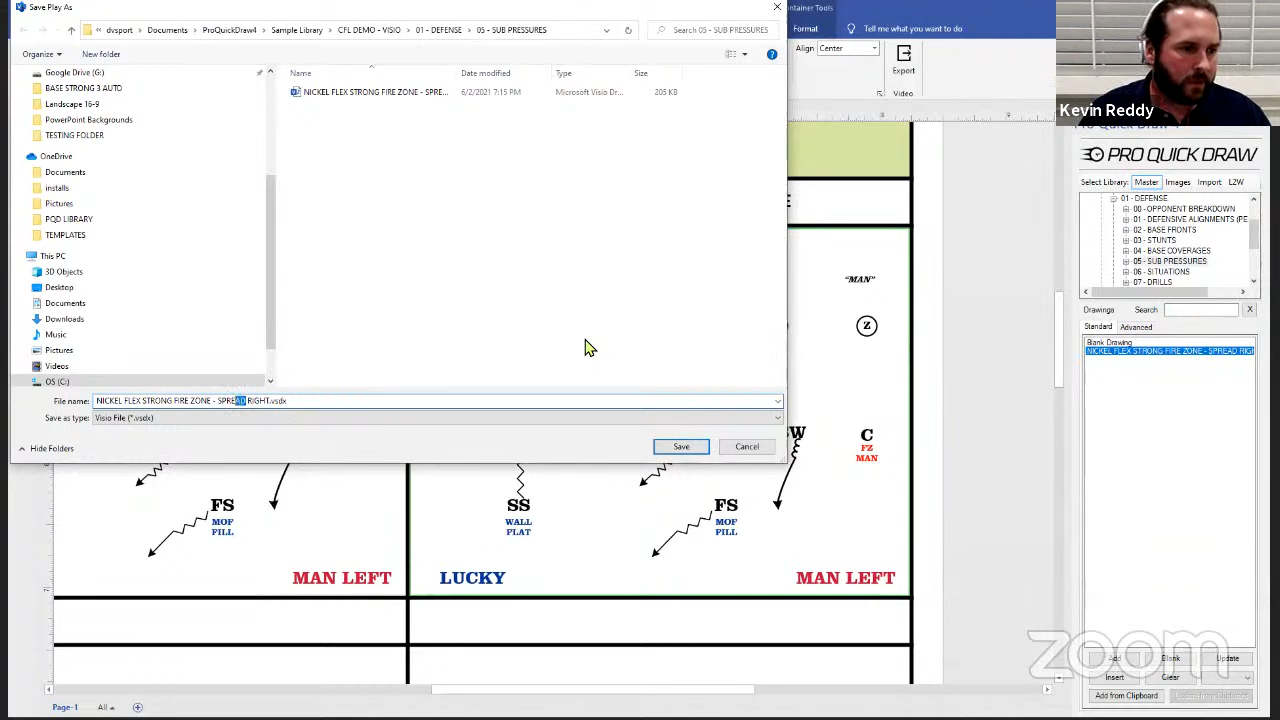 Save Play As
dvsport > Documents > ProQuickDraw4 > Sample Library > CFL DEMO - VISIO > 01 - DEFENSE > 05 - SUB PRESSURES
Search 05 - SUB PRESSURES
Organize
New folder
Name
Date modified
Type
Size
NICKEL FLEX STRONG FIRE ZONE - SPRE...
6/2/2021 7:15 PM
Microsoft Visio Dr...
205 KB
Google Drive (G:)
BASE STRONG 3 AUTO
Landscape 16-9
PowerPoint Backgrounds
TESTING FOLDER
OneDrive
Documents
installs
Pictures
PQD LIBRARY
TEMPLATES
This PC
3D Objects
Desktop
Documents
Downloads
Music
Pictures
Videos
OS (C:)
File name:
NICKEL FLEX STRONG FIRE ZONE - SPREAD RIGHT.vsdx
Save as type:
Visio File (*.vsdx)
Hide Folders
Save
Cancel
Format
Tell me what you want to do
Align
Center
Export
Video
8
9
"MAN"
Z
W
C
FZ
MAN
FS
MOF
FILL
SS
WALL
FLAT
FS
MOF
FILL
MAN LEFT
LUCKY
MAN LEFT
7
Page-1
All
Kevin Reddy
PRO QUICK DRAW
Select Library:
Master
Images
Import
L2W
01 - DEFENSE
00 - OPPONENT BREAKDOWN
01 - DEFENSIVE ALIGNMENTS (PE
02 - BASE FRONTS
03 - STUNTS
04 - BASE COVERAGES
05 - SUB PRESSURES
06 - SITUATIONS
07 - DRILLS
Drawings
Search
X
Standard
Advanced
Blank Drawing
NICKEL FLEX STRONG FIRE ZONE - SPREAD RIGH
Add
Blank
Update
Insert
Clear
Add from Clipboard
zoom